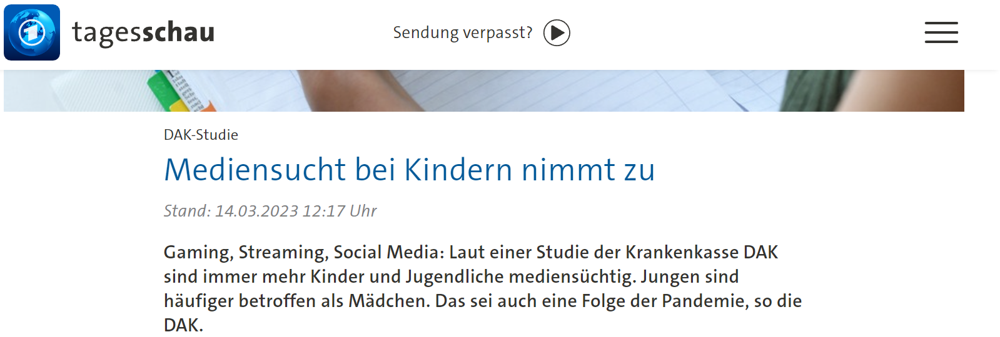 tagesschau
Sendung verpasst?
DAK-Studie
Mediensucht bei Kindern nimmt zu
Stand: 14.03.2023 12:17 Uhr
Gaming, Streaming, Social Media: Laut einer Studie der Krankenkasse DAK
sind immer mehr Kinder und Jugendliche mediensüchtig. Jungen sind
häufiger betroffen als Mädchen. Das sei auch eine Folge der Pandemie, so die
DAK.